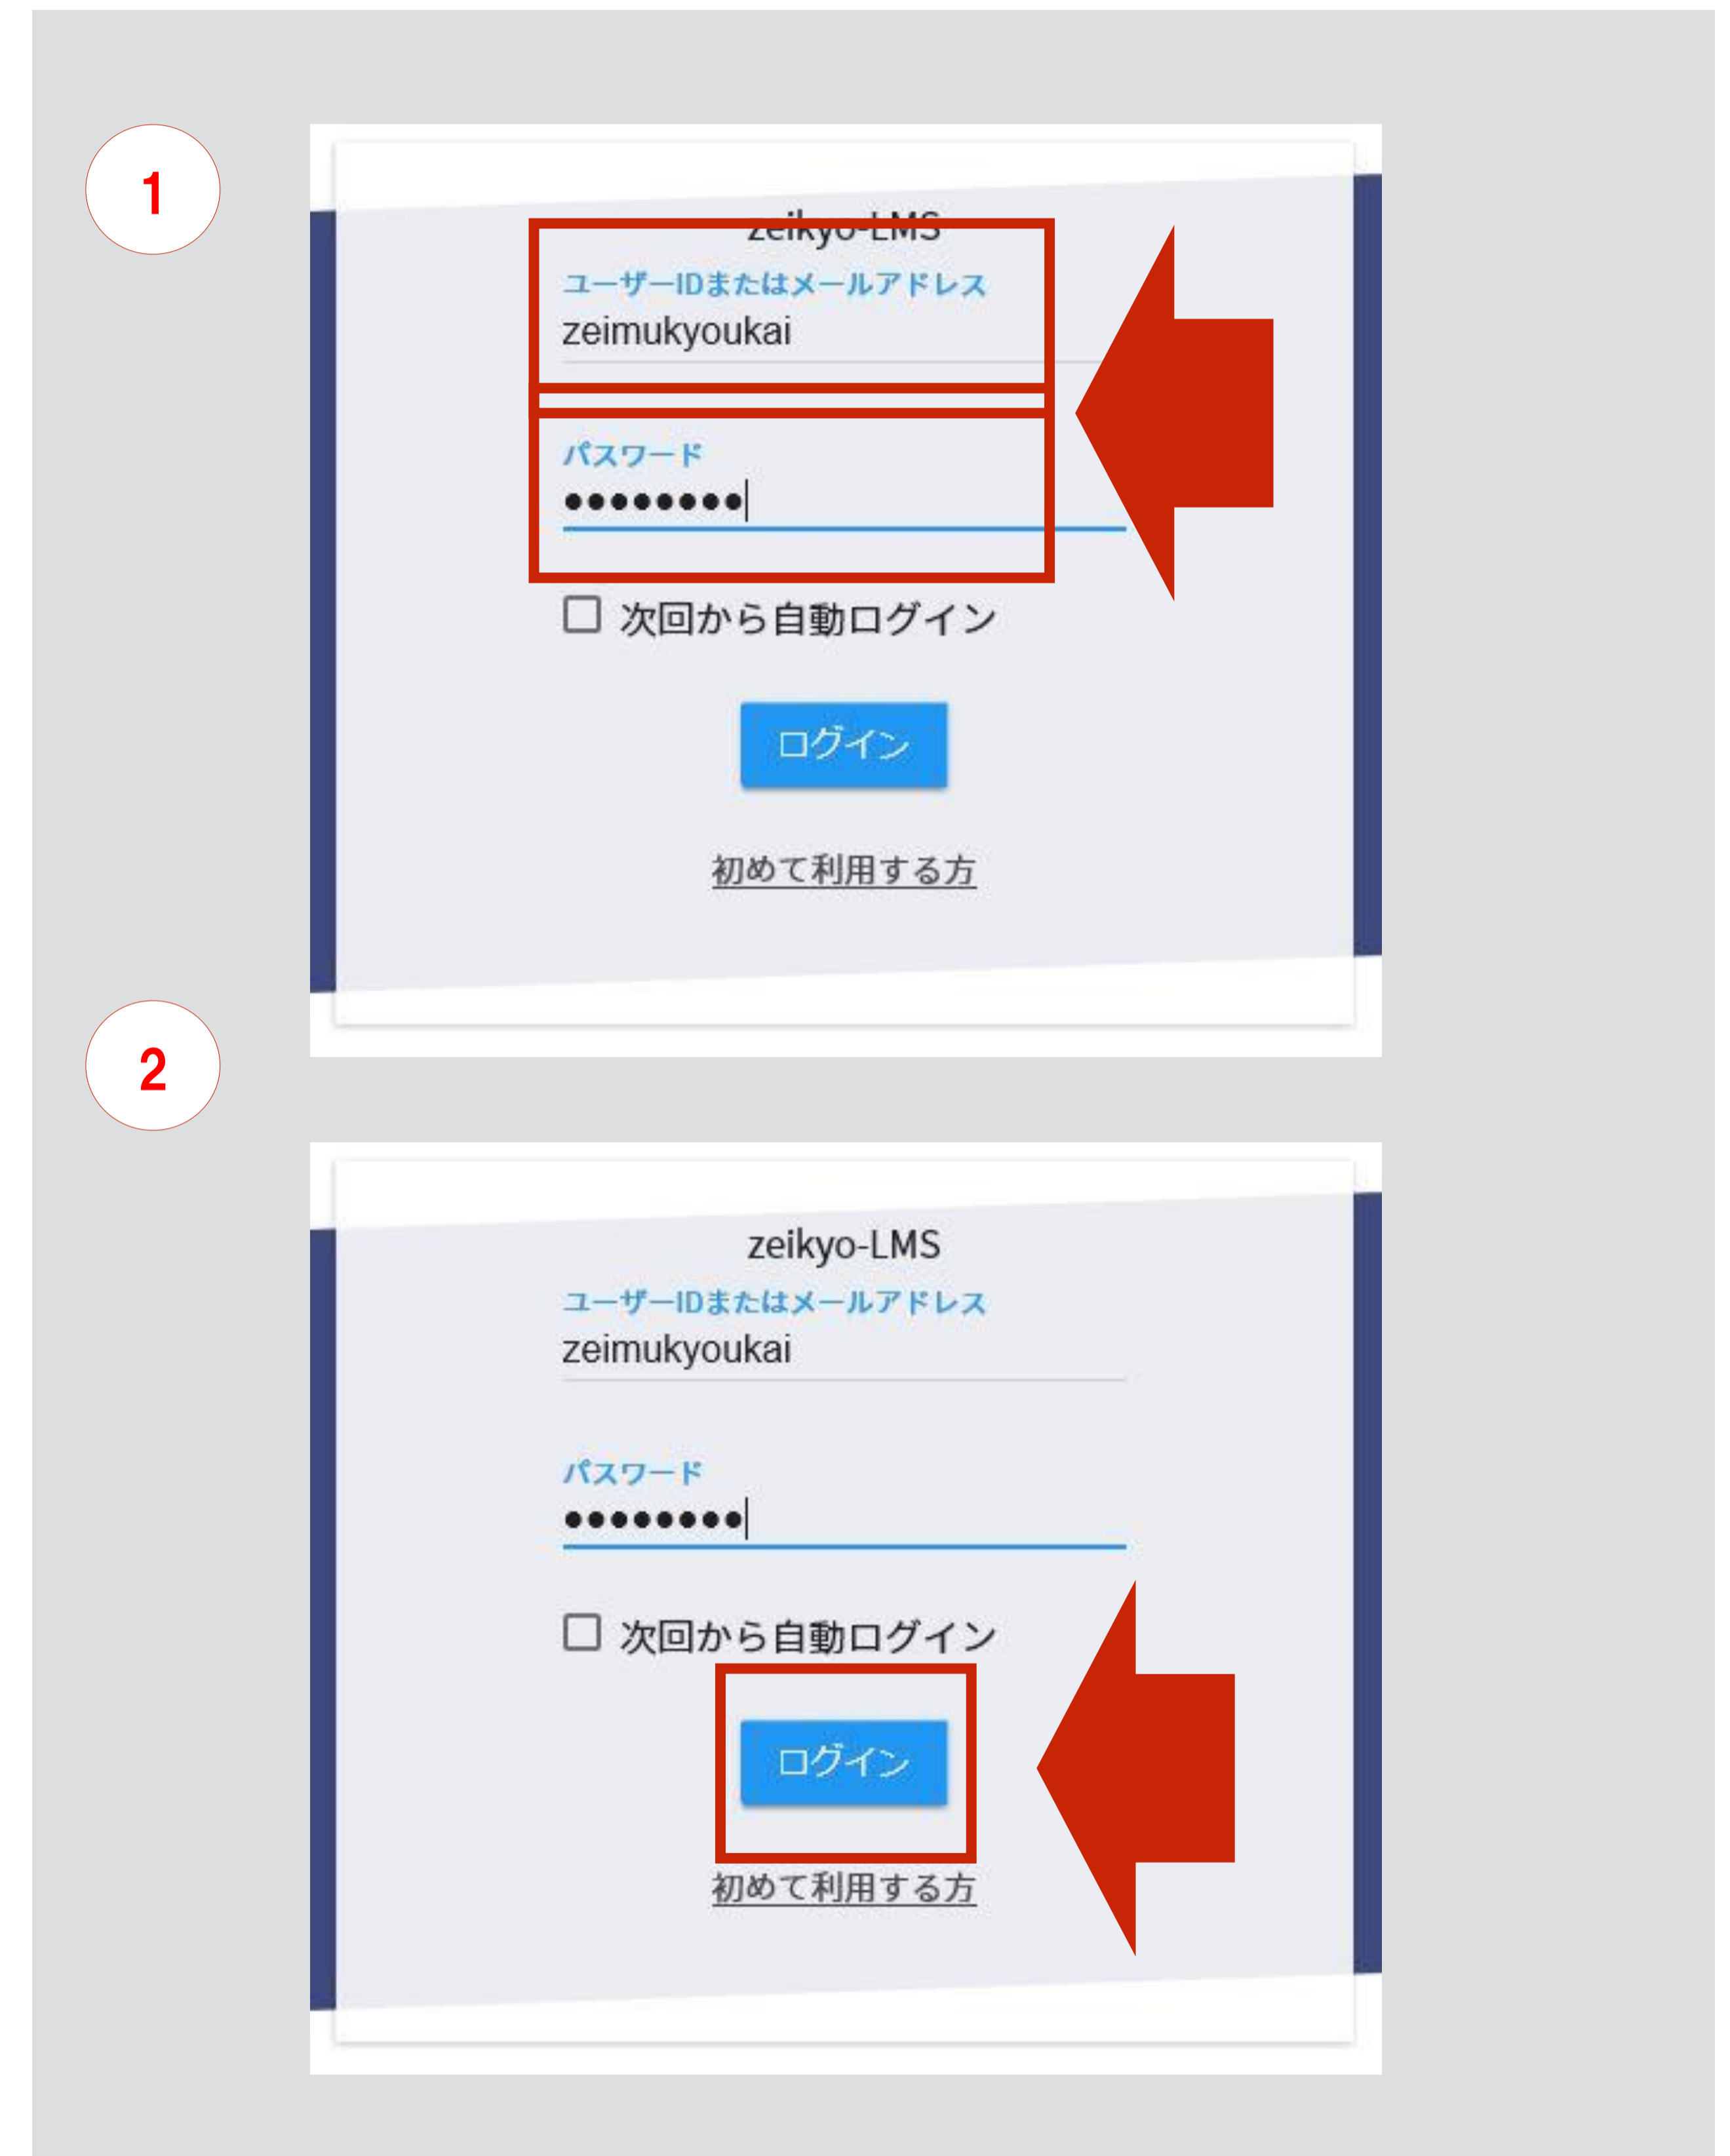 1
zeikyo-LMS
ユーザーIDまたはメールアドレス
zeimukyoukai
パスワード
●●●●●●●●
次回から自動ログイン
ログイン
初めて利用する方
2
zeikyo-LMS
ユーザーIDまたはメールアドレス
zeimukyoukai
パスワード
●●●●●●●●
次回から自動ログイン
ログイン
初めて利用する方